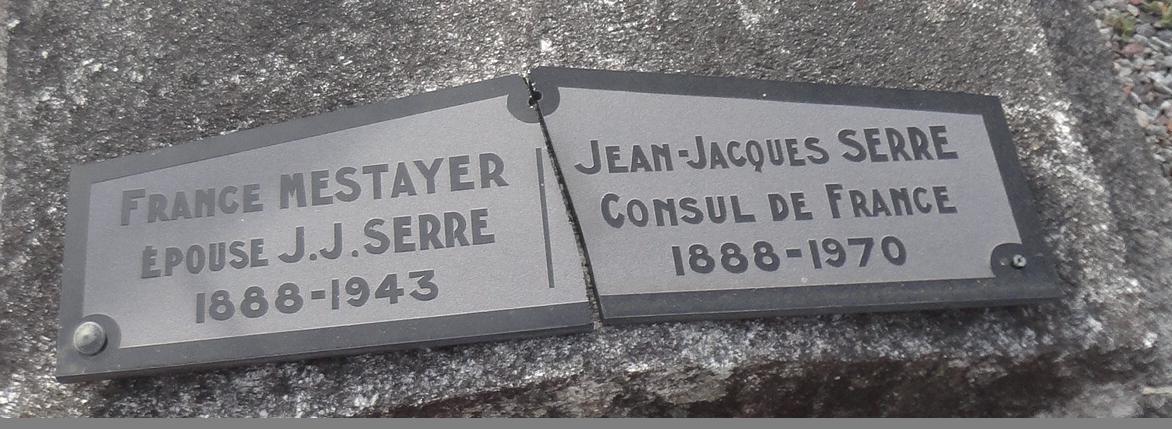 France MESTAYER
épouse J.J. SERRE
1888-1943
Jean-Jacques SERRE
Consul de France
1888-1970